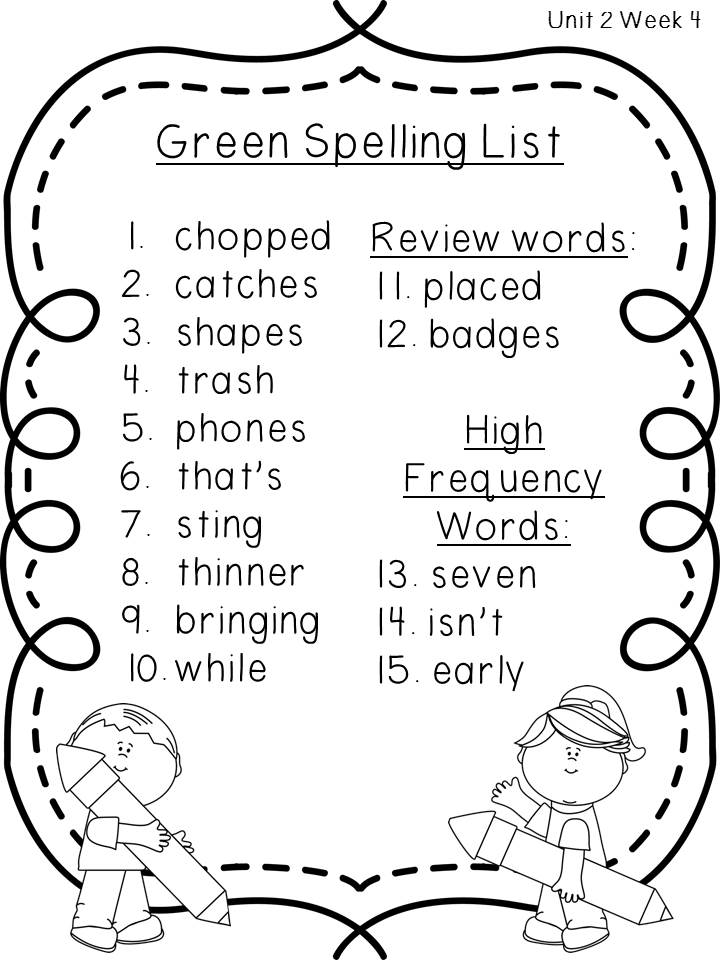 Unit 2 Week 4
Green Spelling List
1. chopped
2. catches
3. shapes
4. trash
5. phones
6. that's
7. sting
8. thinner
9. bringing
10. while
Review words:
11. placed
12. badges
High
Frequency
Words:
13. seven
14. isn't
15. early